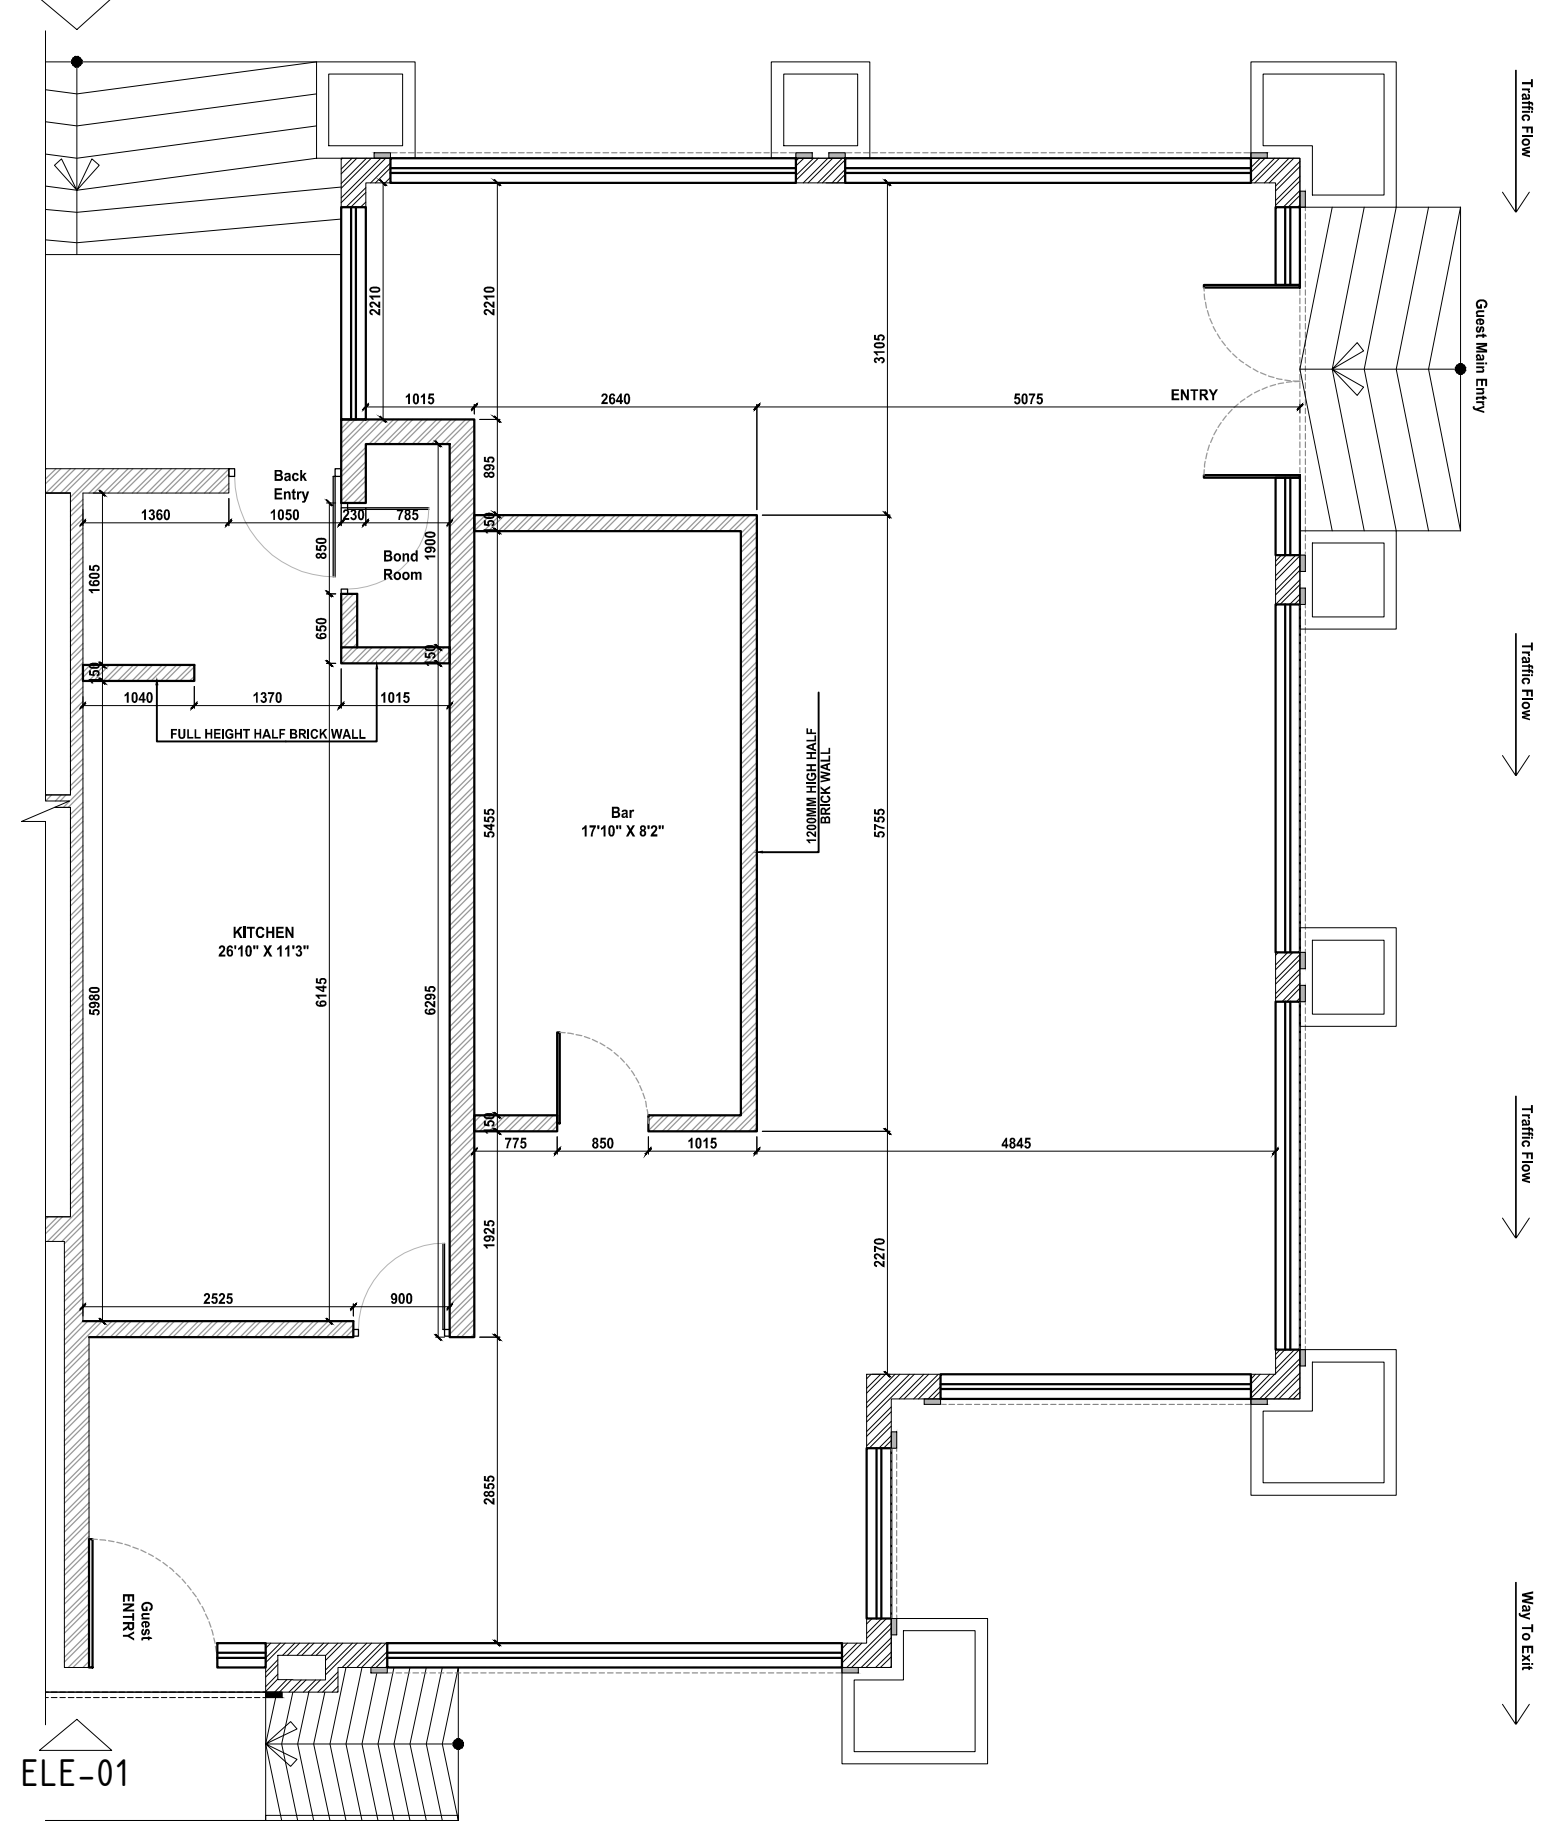 Traffic Flow
2210
2210
3105
Guest Main Entry
1015
2640
5075
ENTRY
895
Back
Entry
1360
1050
230
785
150
850
1900
Bond
Room
1605
650
150
150
Traffic Flow
1040
1370
1015
FULL HEIGHT HALF BRICK WALL
1200MM HIGH HALF
BRICK WALL
Bar
17'10" X 8'2"
5455
5755
KITCHEN
26'10" X 11'3"
5980
6145
6295
Traffic Flow
150
775
850
1015
4845
1925
2270
2525
900
2855
Guest
ENTRY
Way To Exit
ELE-01